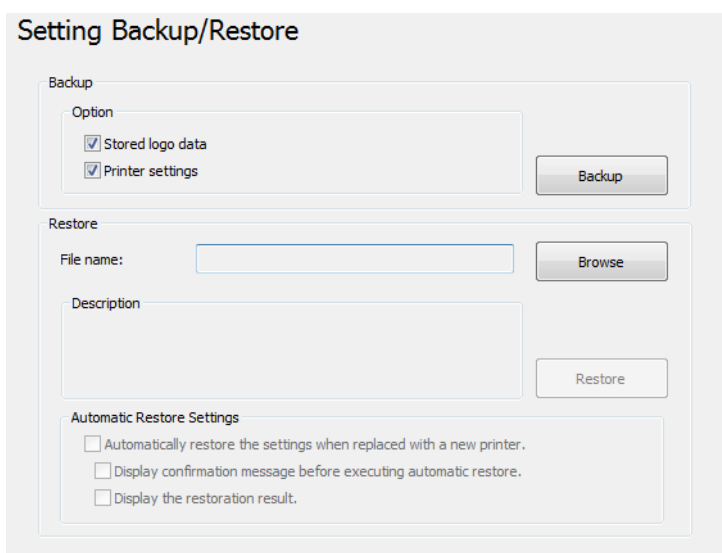 Setting Backup/Restore
Backup
Option
Stored logo data
Printer settings
Backup
Restore
File name:
Browse
Description
Restore
Automatic Restore Settings
Automatically restore the settings when replaced with a new printer.
Display confirmation message before executing automatic restore.
Display the restoration result.